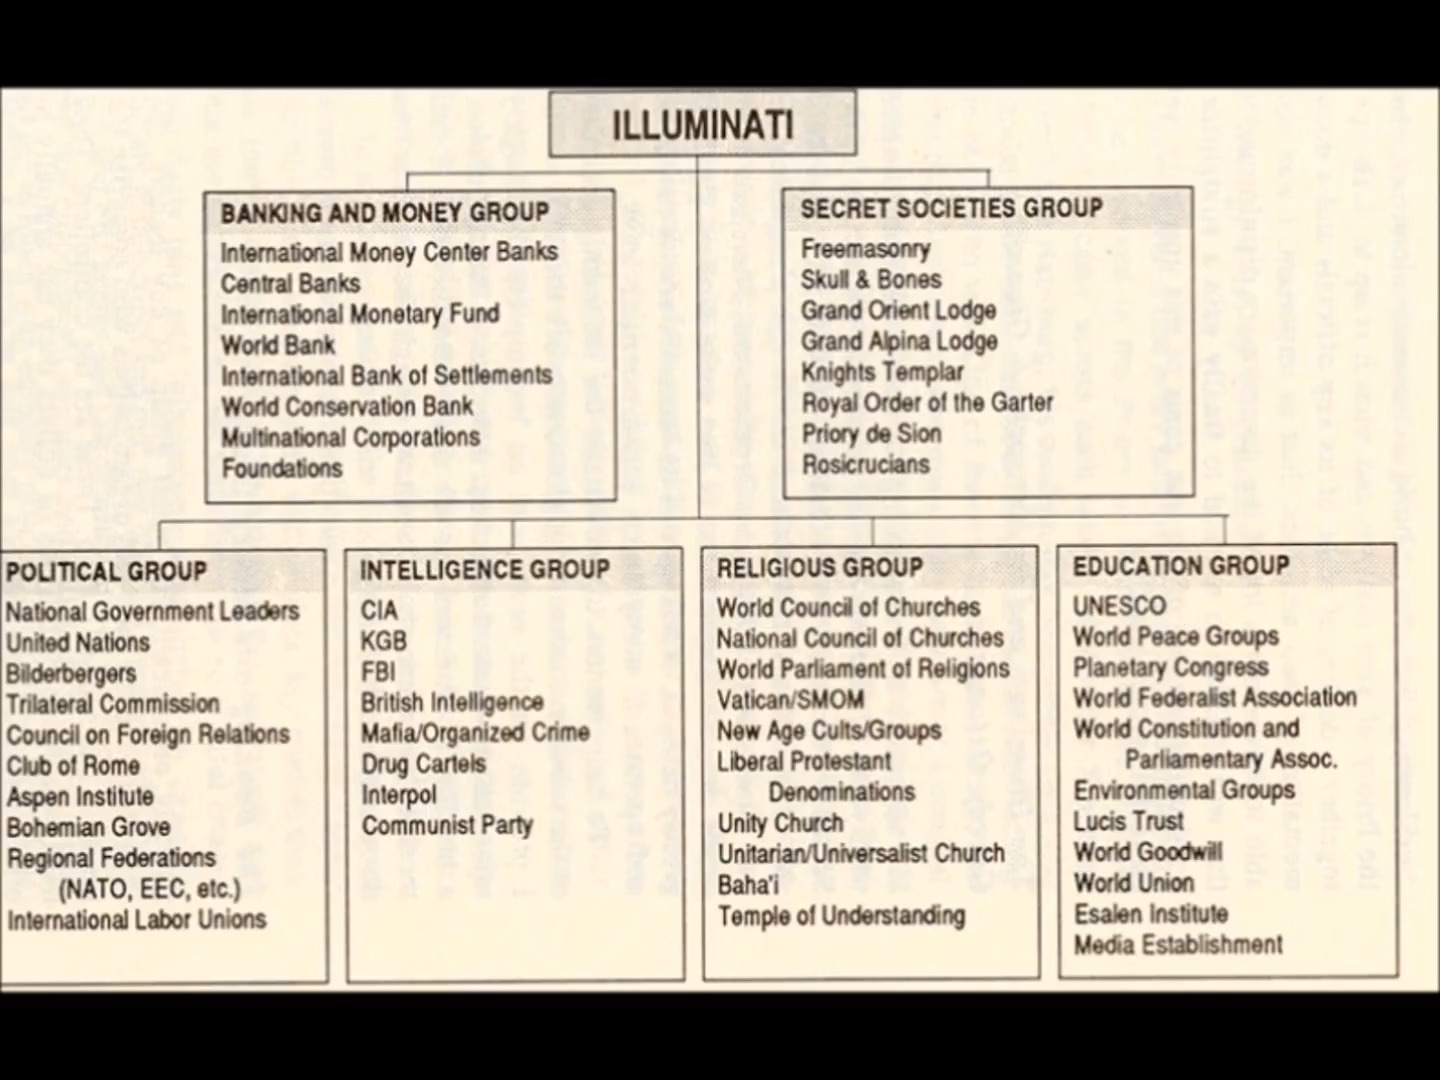 ILLUMINATI
BANKING AND MONEY GROUP
International Money Center Banks
Central Banks
International Monetary Fund
World Bank
International Bank of Settlements
World Conservation Bank
Multinational Corporations
Foundations
SECRET SOCIETIES GROUP
Freemasonry
Skull & Bones
Grand Orient Lodge
Grand Alpina Lodge
Knights Templar
Royal Order of the Garter
Priory de Sion
Rosicrucians
POLITICAL GROUP
National Government Leaders
United Nations
Bilderbergers
Trilateral Commission
Council on Foreign Relations
Club of Rome
Aspen Institute
Bohemian Grove
Regional Federations
(NATO, EEC, etc.)
International Labor Unions
INTELLIGENCE GROUP
CIA
KGB
FBI
British Intelligence
Mafia/Organized Crime
Drug Cartels
Interpol
Communist Party
RELIGIOUS GROUP
World Council of Churches
National Council of Churches
World Parliament of Religions
Vatican/SMOM
New Age Cults/Groups
Liberal Protestant
Denominations
Unity Church
Unitarian/Universalist Church
Baha'i
Temple of Understanding
EDUCATION GROUP
UNESCO
World Peace Groups
Planetary Congress
World Federalist Association
World Constitution and
Parliamentary Assoc.
Environmental Groups
Lucis Trust
World Goodwill
World Union
Esalen Institute
Media Establishment